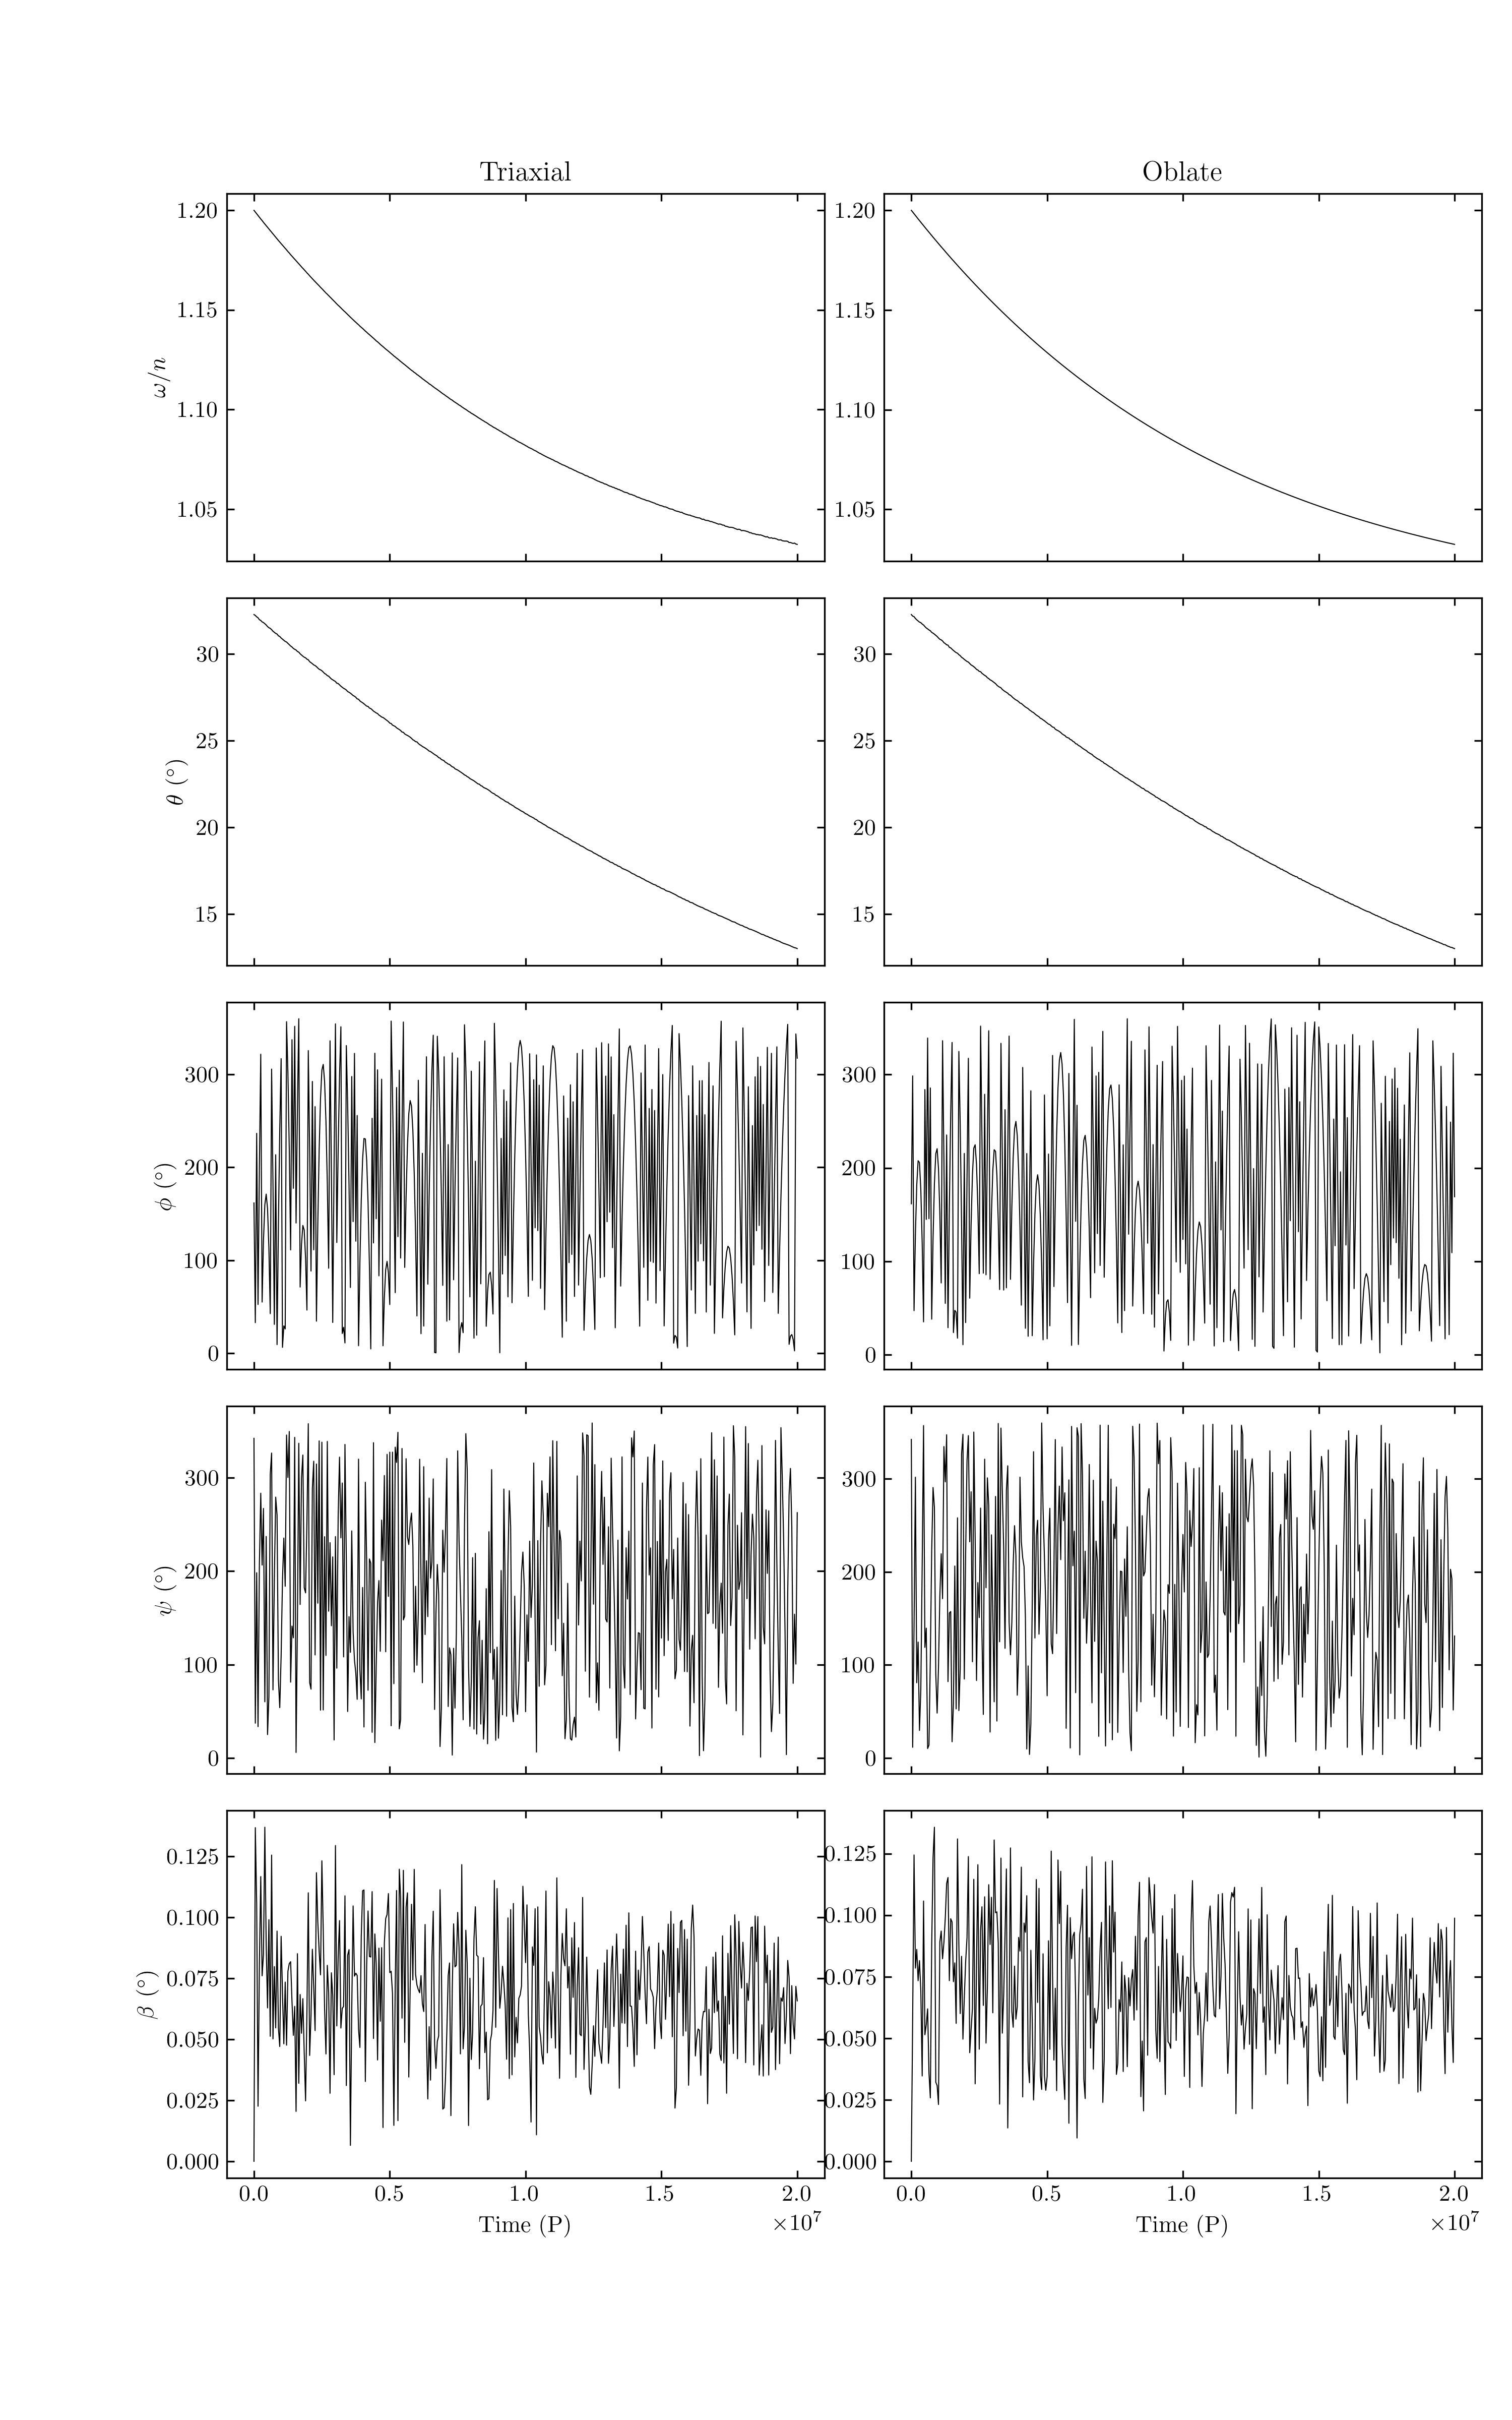 Triaxial Oblate
1.20 1.20
1.15 1.15
ω/n
1.10 1.10
1.05 1.05
30 30
25 25
θ (°)
20 20
15 15
300 300
200 200
ϕ (°)
100 100
0 0
300 300
200 200
ψ (°)
100 100
0 0
0.125 0.125
0.100 0.100
0.075 0.075
β (°)
0.050 0.050
0.025 0.025
0.000 0.000
0.0 0.5 1.0 1.5 2.0 0.0 0.5 1.0 1.5 2.0
Time (P) ×10⁷ Time (P) ×10⁷